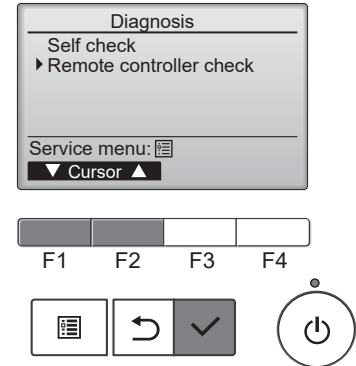 Diagnosis
Self check
Remote controller check
Service menu:
▼ Cursor ▲
F1 F2 F3 F4